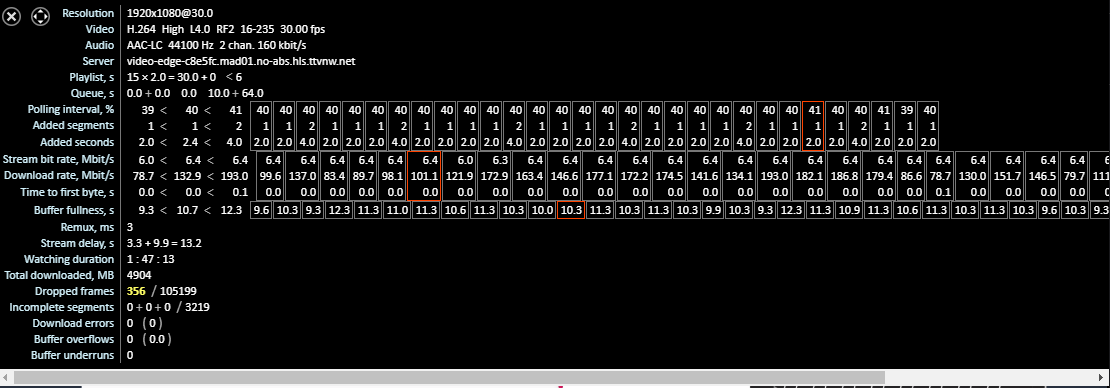 Resolution 1920x1080@30.0
Video H.264 High L4.0 RF2 16-235 30.00 fps
Audio AAC-LC 44100 Hz 2 chan. 160 kbit/s
Server video-edge-c8e5fc.mad01.no-abs.hls.ttvnw.net
Playlist, s 15 × 2.0 = 30.0 + 0 < 6
Queue, s 0.0 + 0.0 0.0 10.0 + 64.0
Polling interval, % 39 < 40 < 41 40 40 40 40 40 40 40 40 40 40 40 40 40 40 40 40 40 40 40 40 40 40 40 40 41 40 40 41 39 40
Added segments 1 < 1 < 2 1 1 2 1 1 1 2 1 1 1 1 2 1 1 1 1 2 1 1 1 1 2 1 1 1 1 2 1 1 1
Added seconds 2.0 < 2.4 < 4.0 2.0 2.0 4.0 2.0 2.0 2.0 4.0 2.0 2.0 2.0 2.0 4.0 2.0 2.0 2.0 2.0 4.0 2.0 2.0 2.0 2.0 4.0 2.0 2.0 2.0 2.0 4.0 2.0 2.0 2.0
Stream bit rate, Mbit/s 6.0 < 6.4 < 6.4 6.4 6.4 6.4 6.4 6.4 6.4 6.0 6.3 6.4 6.4 6.4 6.4 6.4 6.4 6.4 6.4 6.4 6.4 6.4 6.4 6.4 6.4 6.4 6.4 6.4 6.4
Download rate, Mbit/s 78.7 < 132.9 < 193.0 99.6 137.0 83.4 89.7 98.1 101.1 121.9 172.9 163.4 146.6 177.1 172.2 174.5 141.6 134.1 193.0 182.1 186.8 179.4 86.6 78.7 130.0 151.7 146.5 79.7 111
Time to first byte, s 0.0 < 0.0 < 0.1 0.0 0.0 0.0 0.0 0.0 0.0 0.0 0.0 0.0 0.0 0.0 0.0 0.0 0.0 0.0 0.0 0.0 0.0 0.0 0.0 0.1 0.0 0.0 0.0 0.0 0.0
Buffer fullness, s 9.3 < 10.7 < 12.3 9.6 10.3 9.3 12.3 11.3 11.0 11.3 10.6 11.3 10.3 10.0 10.3 11.3 10.3 11.3 10.3 9.9 10.3 9.3 12.3 11.3 10.9 11.3 10.6 11.3 10.3 11.3 10.3 9.6 10.3 9.3
Remux, ms 3
Stream delay, s 3.3 + 9.9 = 13.2
Watching duration 1 : 47 : 13
Total downloaded, MB 4904
Dropped frames 356 / 105199
Incomplete segments 0 + 0 + 0 / 3219
Download errors 0 ( 0 )
Buffer overflows 0 ( 0.0 )
Buffer underruns 0